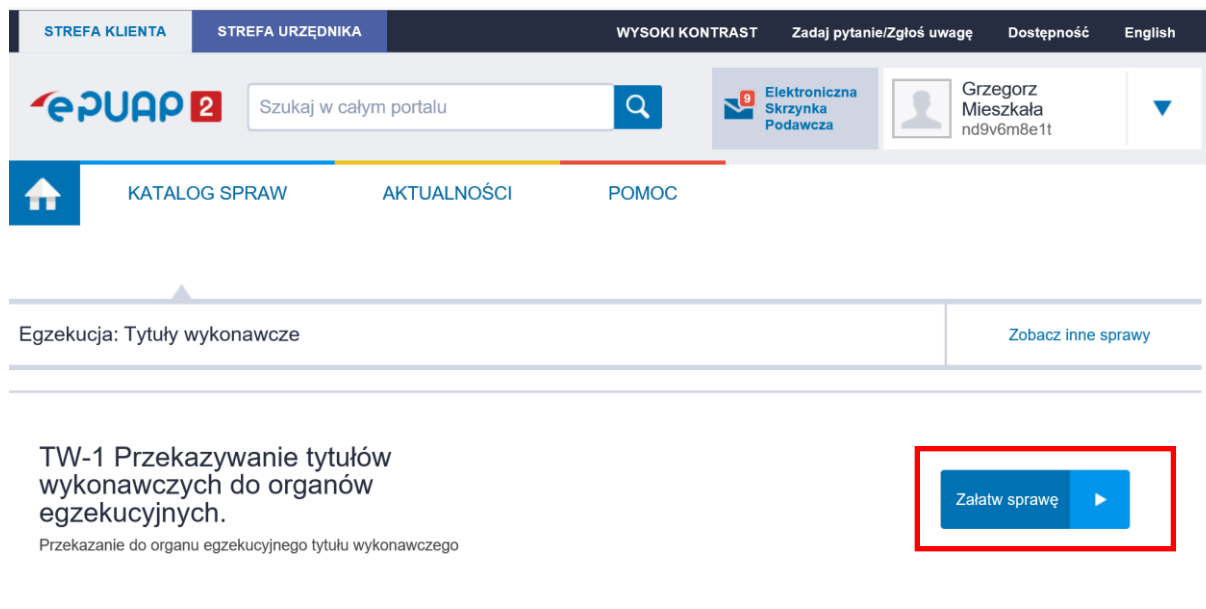 STREFA KLIENTA STREFA URZĘDNIKA WYSOKI KONTRAST Zadaj pytanie/Zgłoś uwagę Dostępność English
ePUAP 2
Szukaj w całym portalu
9
Elektroniczna
Skrzynka
Podawcza
Grzegorz
Mieszkała
nd9v6m8e1t
KATALOG SPRAW AKTUALNOŚCI POMOC
Egzekucja: Tytuły wykonawcze
Zobacz inne sprawy
TW-1 Przekazywanie tytułów
wykonawczych do organów
egzekucyjnych.
Załatw sprawę
Przekazanie do organu egzekucyjnego tytułu wykonawczego